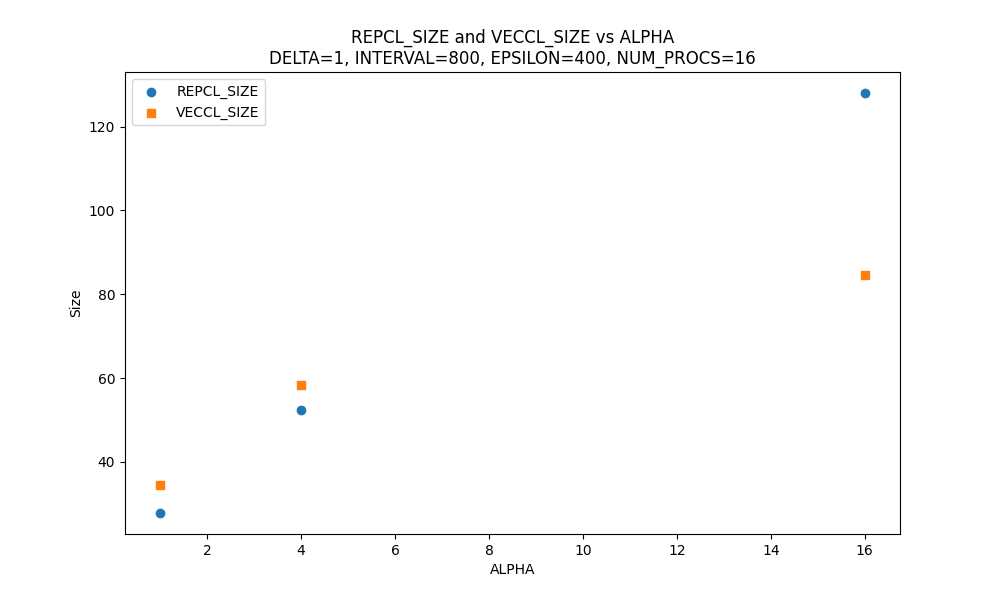 REPCL_SIZE and VECCL_SIZE vs ALPHA
DELTA=1, INTERVAL=800, EPSILON=400, NUM_PROCS=16
REPCL_SIZE
VECCL_SIZE
120
100
80
60
40
Size
2 4 6 8 10 12 14 16
ALPHA